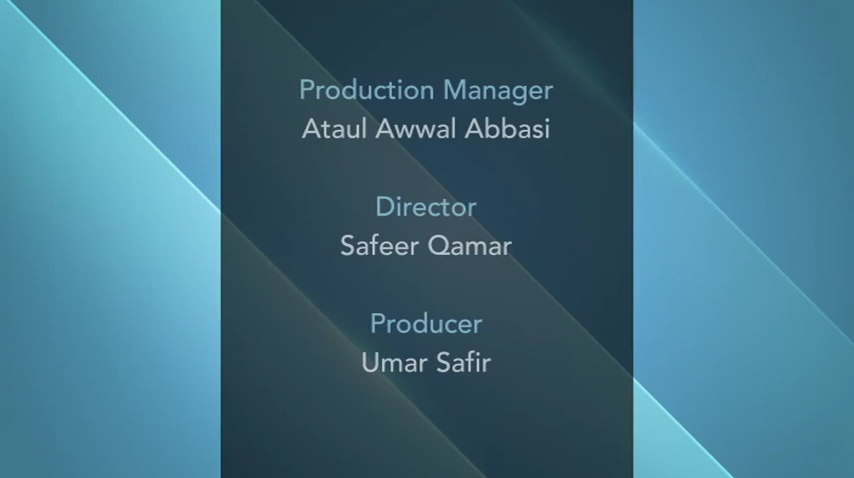 Production Manager
Ataul Awwal Abbasi
Director
Safeer Qamar
Producer
Umar Safir